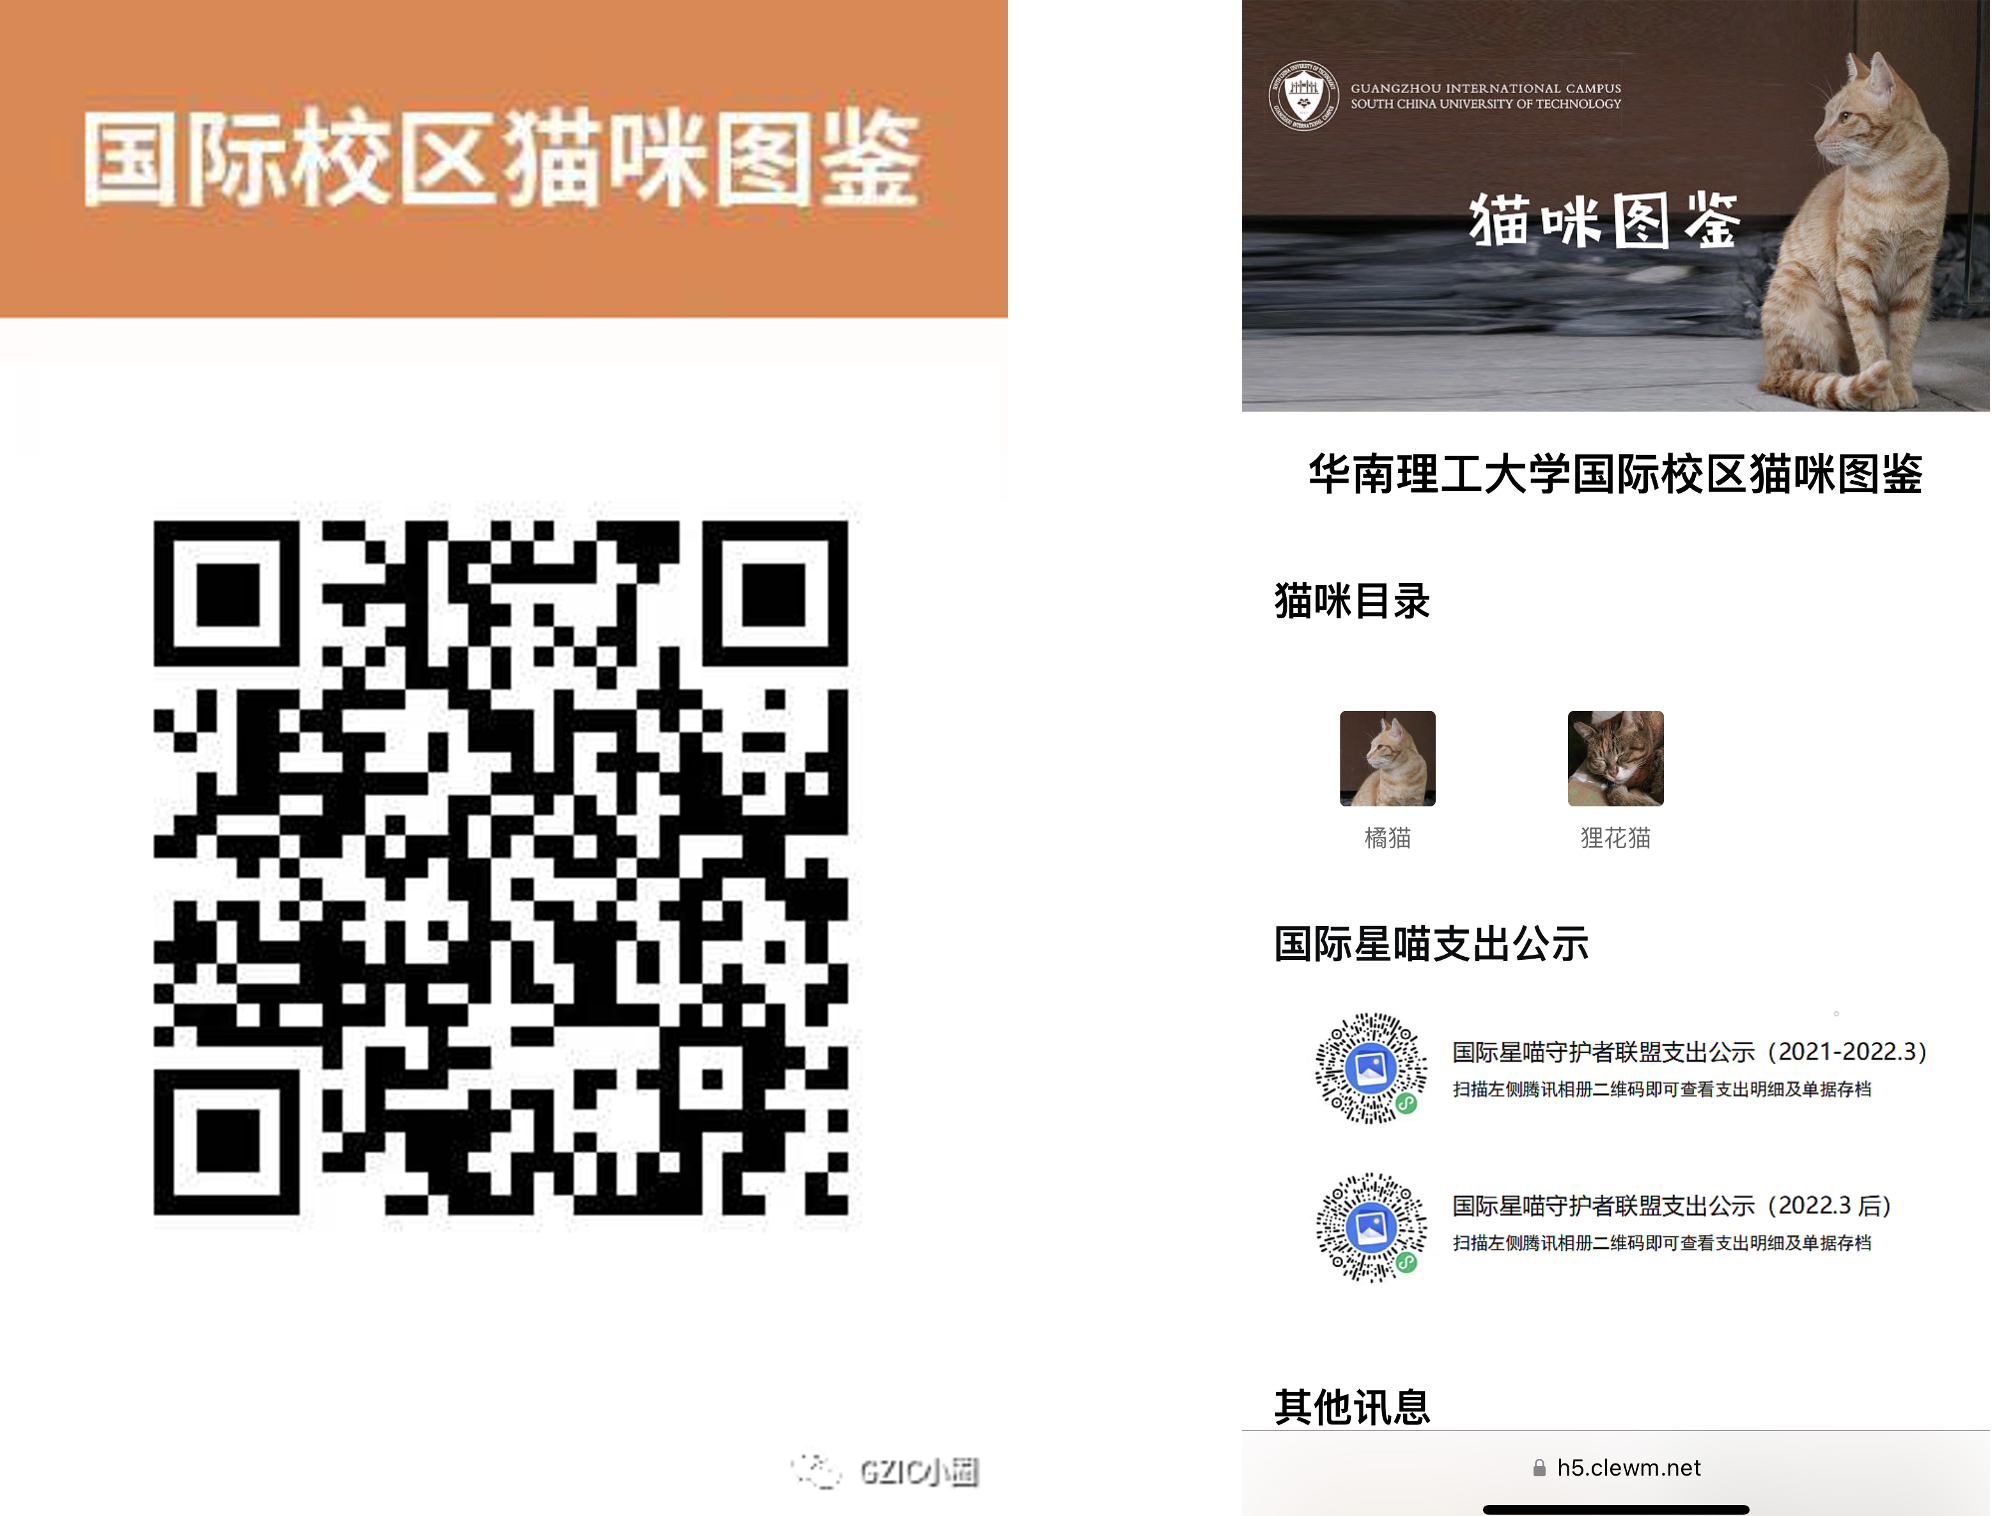 国际校区猫咪图鉴
GZIC小圈
GUANGZHOU INTERNATIONAL CAMPUS
SOUTH CHINA UNIVERSITY OF TECHNOLOGY
猫咪图鉴
华南理工大学国际校区猫咪图鉴
猫咪目录
橘猫
狸花猫
国际星喵支出公示
国际星喵守护者联盟支出公示（2021-2022.3）
扫描左侧腾讯相册二维码即可查看支出明细及单据存档
国际星喵守护者联盟支出公示（2022.3 后）
扫描左侧腾讯相册二维码即可查看支出明细及单据存档
其他讯息
h5.clewm.net